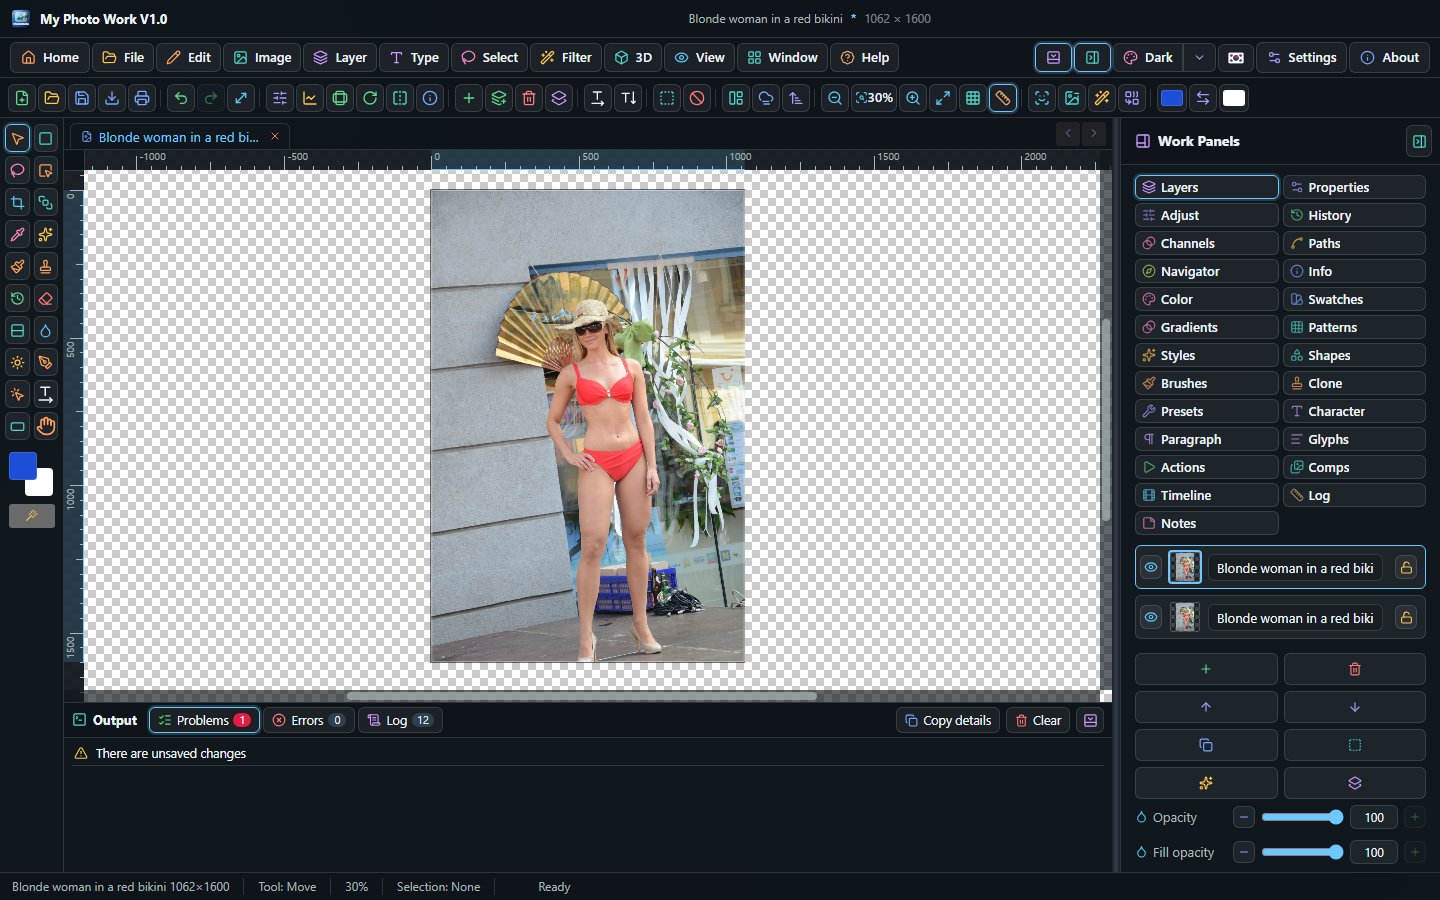 My Photo Work V1.0
Blonde woman in a red bikini * 1062 × 1600
Home File Edit Image Layer Type Select Filter 3D View Window Help
Dark Settings About
30%
Blonde woman in a red bi...
-1000 -500 0 500 1000 1500 2000
0
500
1000
1500
Work Panels
Layers Properties
Adjust History
Channels Paths
Navigator Info
Color Swatches
Gradients Patterns
Styles Shapes
Brushes Clone
Presets Character
Paragraph Glyphs
Actions Comps
Timeline Log
Notes
Blonde woman in a red biki
Blonde woman in a red biki
Opacity 100
Fill opacity 100
Output Problems 1 Errors 0 Log 12 Copy details Clear
There are unsaved changes
Blonde woman in a red bikini 1062×1600 Tool: Move 30% Selection: None Ready